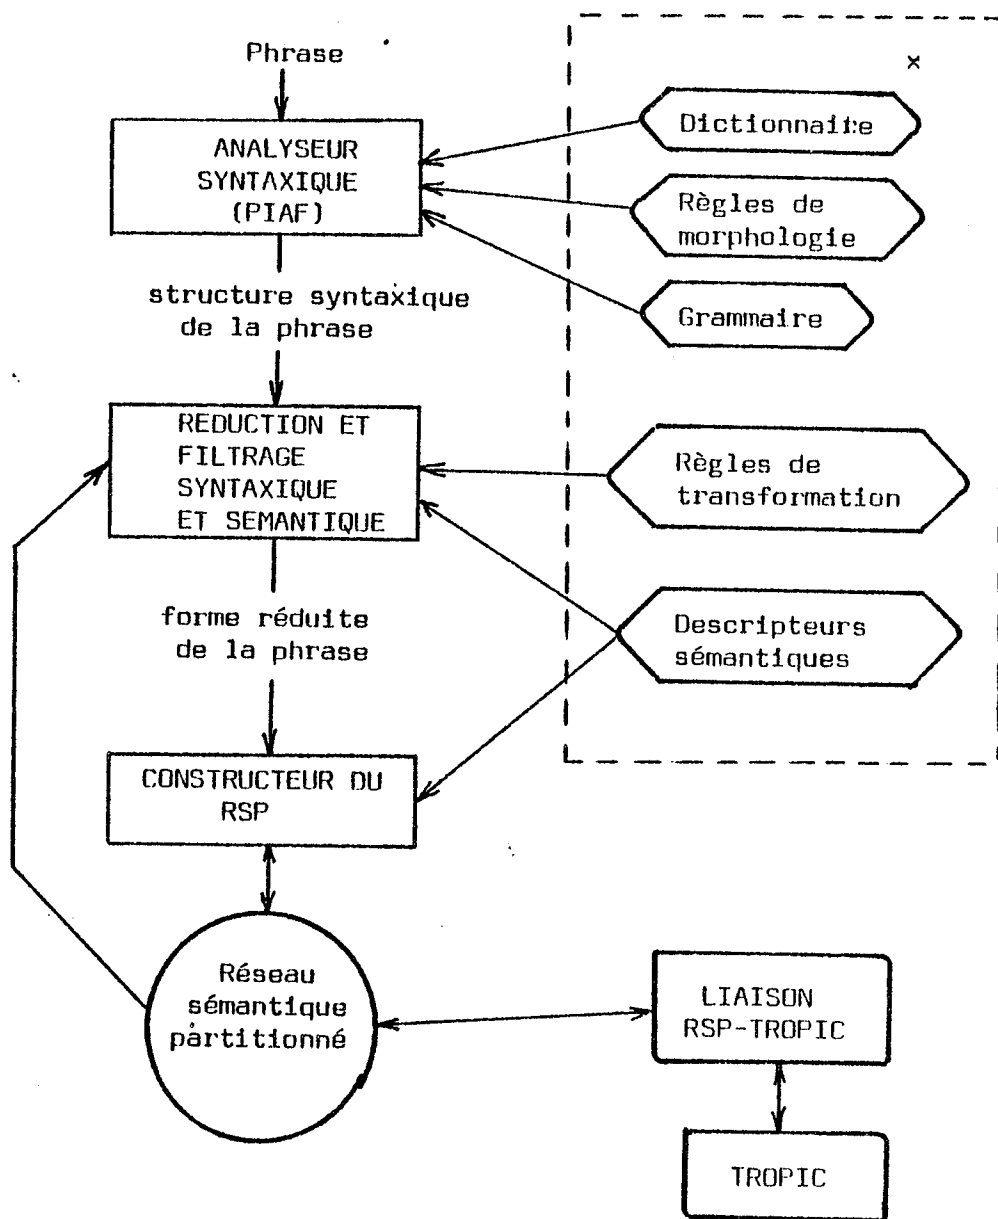 Phrase
×
Dictionnaire
ANALYSEUR
SYNTAXIQUE
(PIAF)
Règles de
morphologie
structure syntaxique
de la phrase
Grammaire
REDUCTION ET
FILTRAGE
SYNTAXIQUE
ET SEMANTIQUE
Règles de
transformation
forme réduite
de la phrase
Descripteurs
sémantiques
CONSTRUCTEUR DU
RSP
Réseau
sémantique
partitionné
LIAISON
RSP-TROPIC
TROPIC